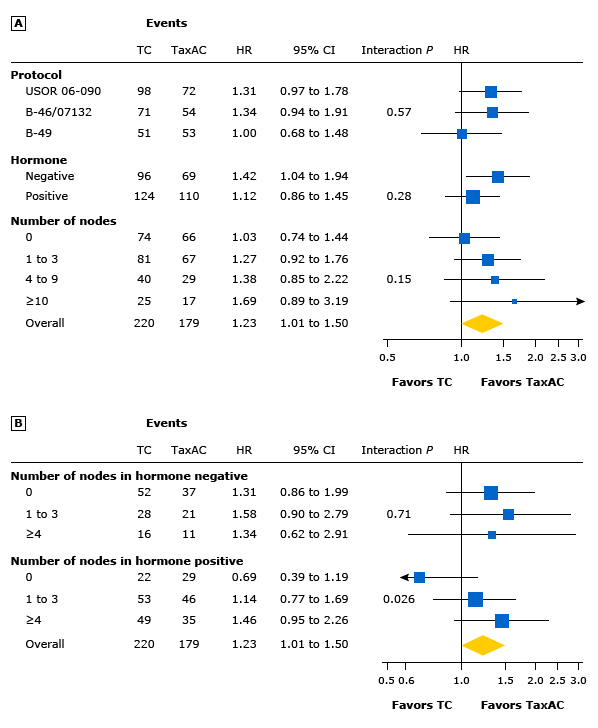 A Events
TC TaxAC HR 95% CI Interaction P HR
Protocol
USOR 06-090 98 72 1.31 0.97 to 1.78
B-46/07132 71 54 1.34 0.94 to 1.91 0.57
B-49 51 53 1.00 0.68 to 1.48
Hormone
Negative 96 69 1.42 1.04 to 1.94
Positive 124 110 1.12 0.86 to 1.45 0.28
Number of nodes
0 74 66 1.03 0.74 to 1.44
1 to 3 81 67 1.27 0.92 to 1.76
4 to 9 40 29 1.38 0.85 to 2.22 0.15
≥10 25 17 1.69 0.89 to 3.19
Overall 220 179 1.23 1.01 to 1.50
0.5 1.0 1.5 2.0 2.5 3.0
Favors TC Favors TaxAC
B Events
TC TaxAC HR 95% CI Interaction P HR
Number of nodes in hormone negative
0 52 37 1.31 0.86 to 1.99
1 to 3 28 21 1.58 0.90 to 2.79 0.71
≥4 16 11 1.34 0.62 to 2.91
Number of nodes in hormone positive
0 22 29 0.69 0.39 to 1.19
1 to 3 53 46 1.14 0.77 to 1.69 0.026
≥4 49 35 1.46 0.95 to 2.26
Overall 220 179 1.23 1.01 to 1.50
0.5 0.6 1.0 1.5 2.0 2.5 3.0
Favors TC Favors TaxAC